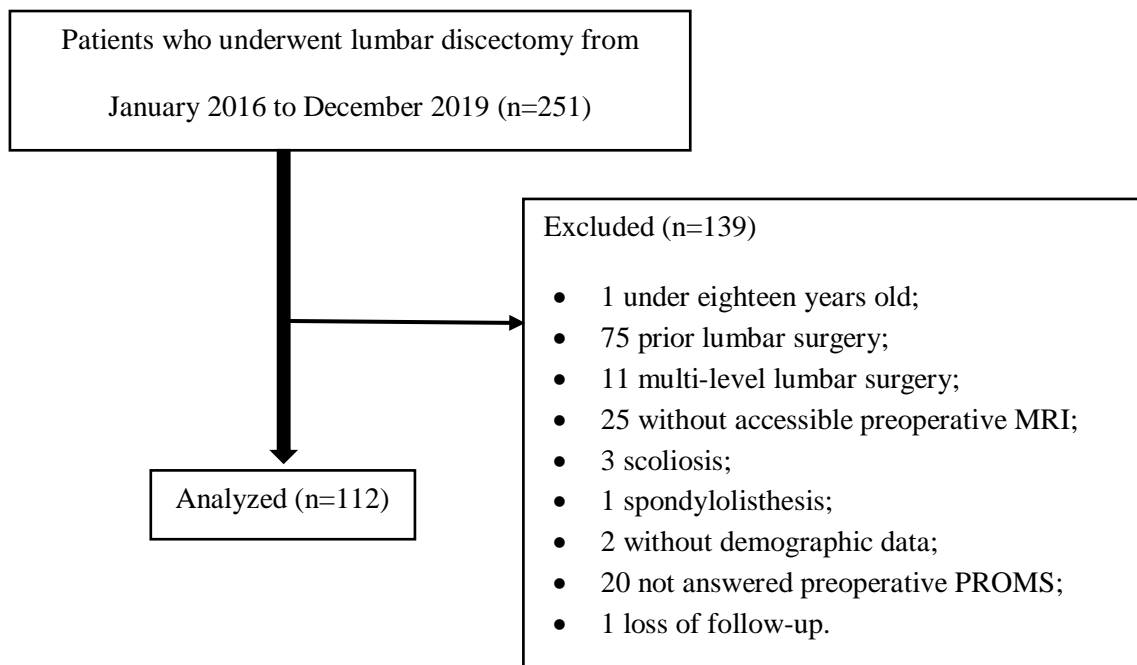 Patients who underwent lumbar discectomy from
January 2016 to December 2019 (n=251)
Excluded (n=139)
• 1 under eighteen years old;
• 75 prior lumbar surgery;
• 11 multi-level lumbar surgery;
• 25 without accessible preoperative MRI;
• 3 scoliosis;
• 1 spondylolisthesis;
• 2 without demographic data;
• 20 not answered preoperative PROMS;
• 1 loss of follow-up.
Analyzed (n=112)